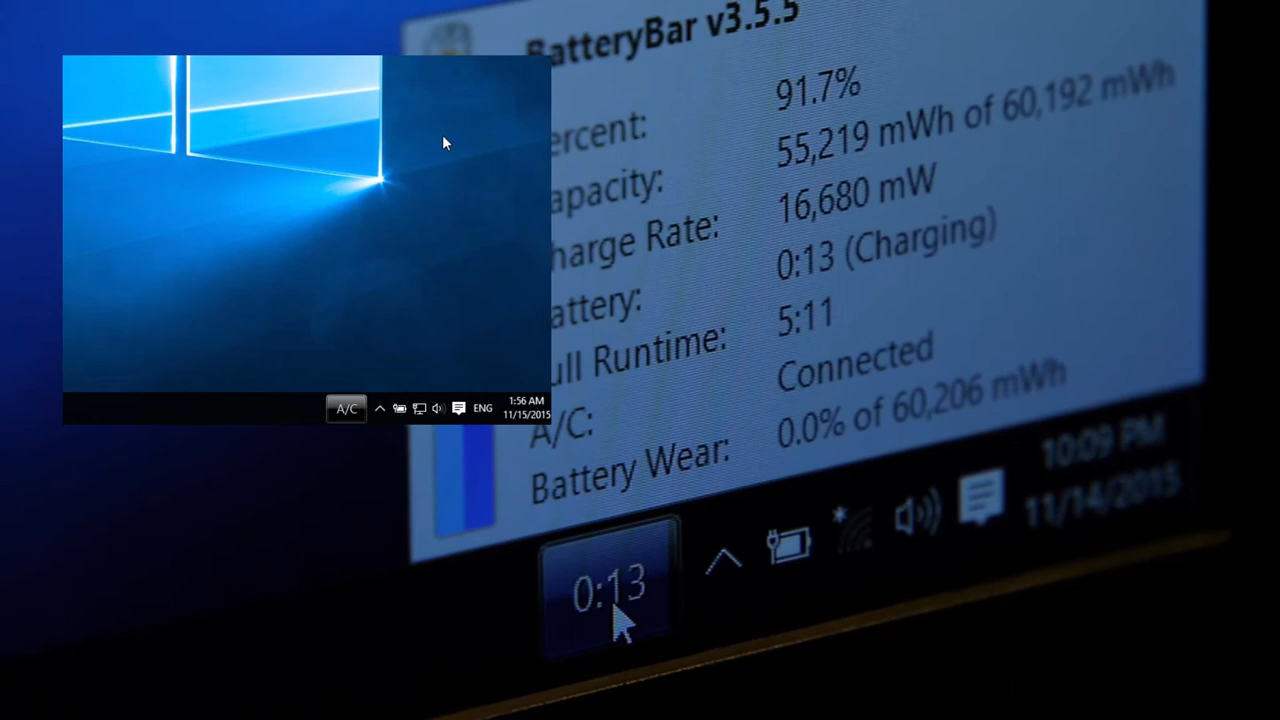 BatteryBar v3.5.5
ercent: 91.7%
apacity: 55,219 mWh of 60,192 mWh
harge Rate: 16,680 mW
attery: 0:13 (Charging)
ull Runtime: 5:11
A/C: Connected
Battery Wear: 0.0% of 60,206 mWh
A/C
ENG
1:56 AM
11/15/2015
0:13
10:09 PM
11/14/2015